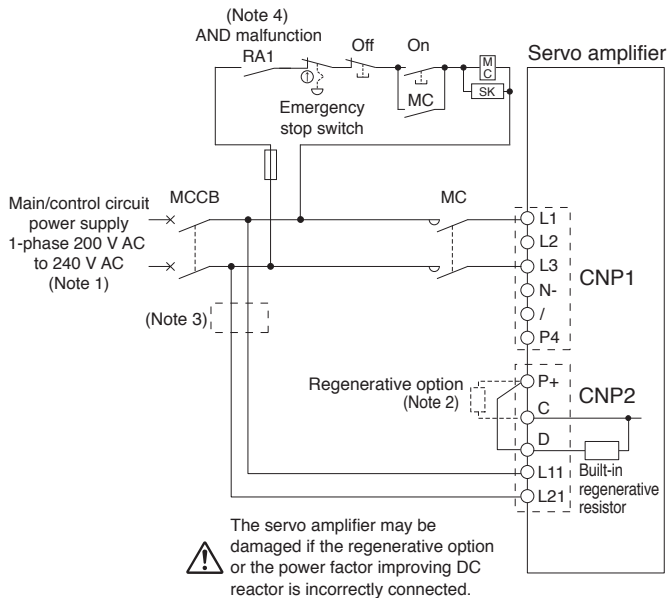 (Note 4)
AND malfunction
RA1
Off
On
Servo amplifier
M
C
SK
Emergency
stop switch
MC
Main/control circuit
power supply
1-phase 200 V AC
to 240 V AC
(Note 1)
MCCB
MC
L1
L2
L3
N-
/
P4
CNP1
(Note 3)
Regenerative option
(Note 2)
P+
C
D
L11
L21
CNP2
Built-in
regenerative
resistor
The servo amplifier may be
damaged if the regenerative option
or the power factor improving DC
reactor is incorrectly connected.